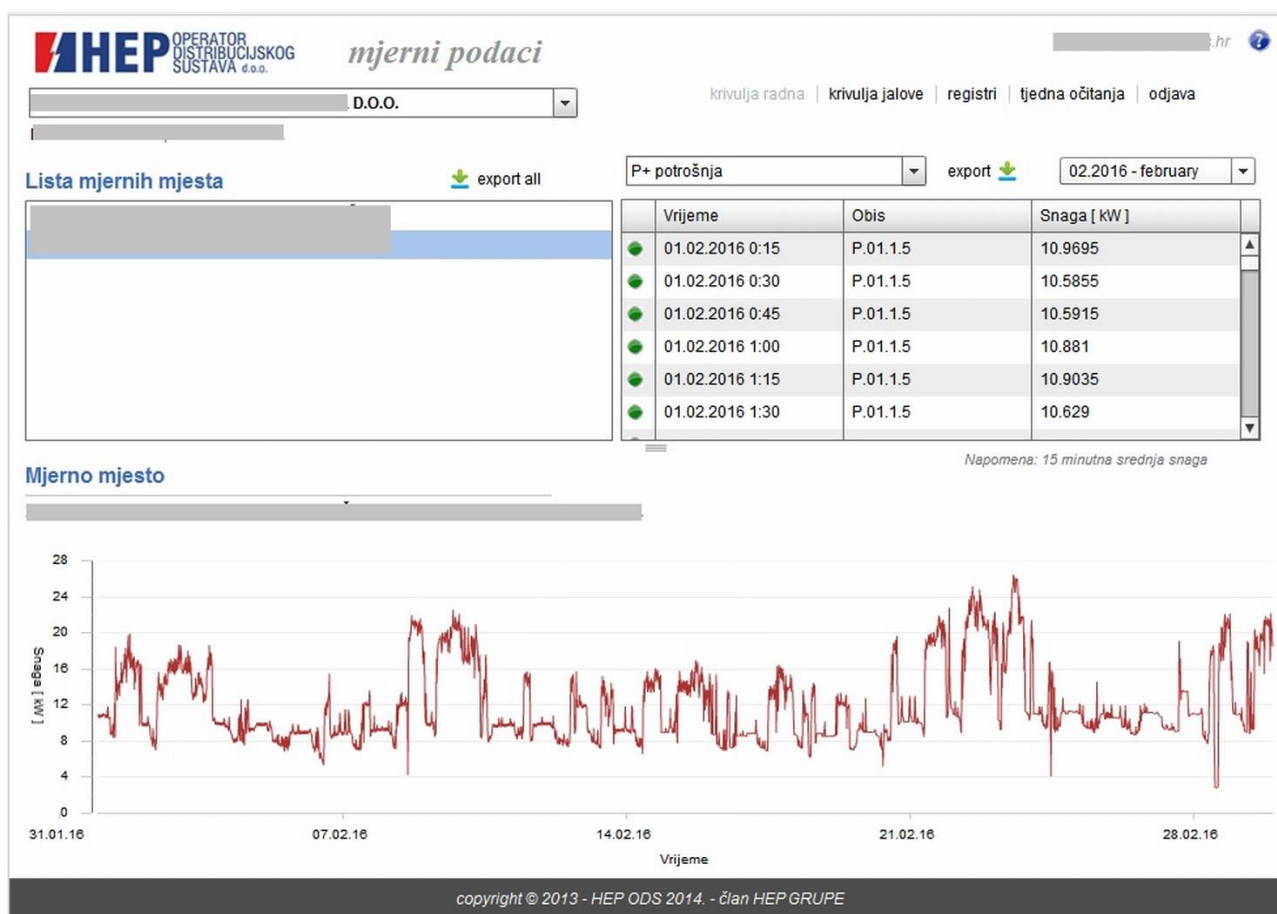 HEP OPERATOR
DISTRIBUCIJSKOG
SUSTAVA d.o.o.
mjerni podaci
.hr
?
D.O.O.
krivulja radna | krivulja jalove | registri | tjedna očitanja | odjava
Lista mjernih mjesta
export all
P+ potrošnja
export
02.2016 - february
Vrijeme Obis Snaga [ kW ]
01.02.2016 0:15 P.01.1.5 10.9695
01.02.2016 0:30 P.01.1.5 10.5855
01.02.2016 0:45 P.01.1.5 10.5915
01.02.2016 1:00 P.01.1.5 10.881
01.02.2016 1:15 P.01.1.5 10.9035
01.02.2016 1:30 P.01.1.5 10.629
Napomena: 15 minutna srednja snaga
Mjerno mjesto
28
24
20
16
12
8
4
0
Snaga [ kW ]
31.01.16 07.02.16 14.02.16 21.02.16 28.02.16
Vrijeme
copyright © 2013 - HEP ODS 2014. - član HEP GRUPE